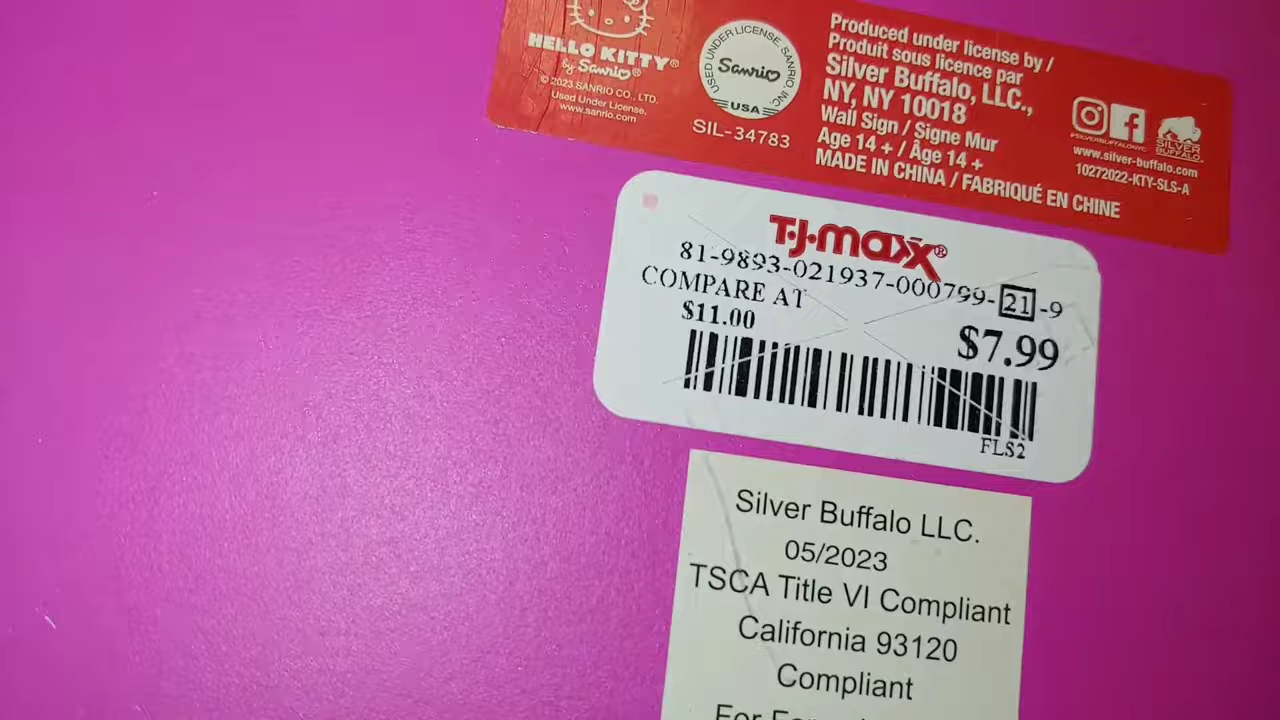 HELLO KITTY®
by Sanrio®
© 2023 SANRIO CO., LTD.
Used Under License,
www.sanrio.com
USED UNDER LICENSE, SANRIO, INC.
Sanrio
USA
SIL-34783
Produced under license by /
Produit sous licence par
Silver Buffalo, LLC.,
NY, NY 10018
Wall Sign / Signe Mur
Age 14 + / Âge 14 +
MADE IN CHINA / FABRIQUÉ EN CHINE
#SILVERBUFFALONYC
SILVER
BUFFALO
www.silver-buffalo.com
10272022-KTY-SLS-A
T·J·maxx®
81-9893-021937-000799-21-9
COMPARE AT
$11.00
$7.99
FLS2
Silver Buffalo LLC.
05/2023
TSCA Title VI Compliant
California 93120
Compliant
For